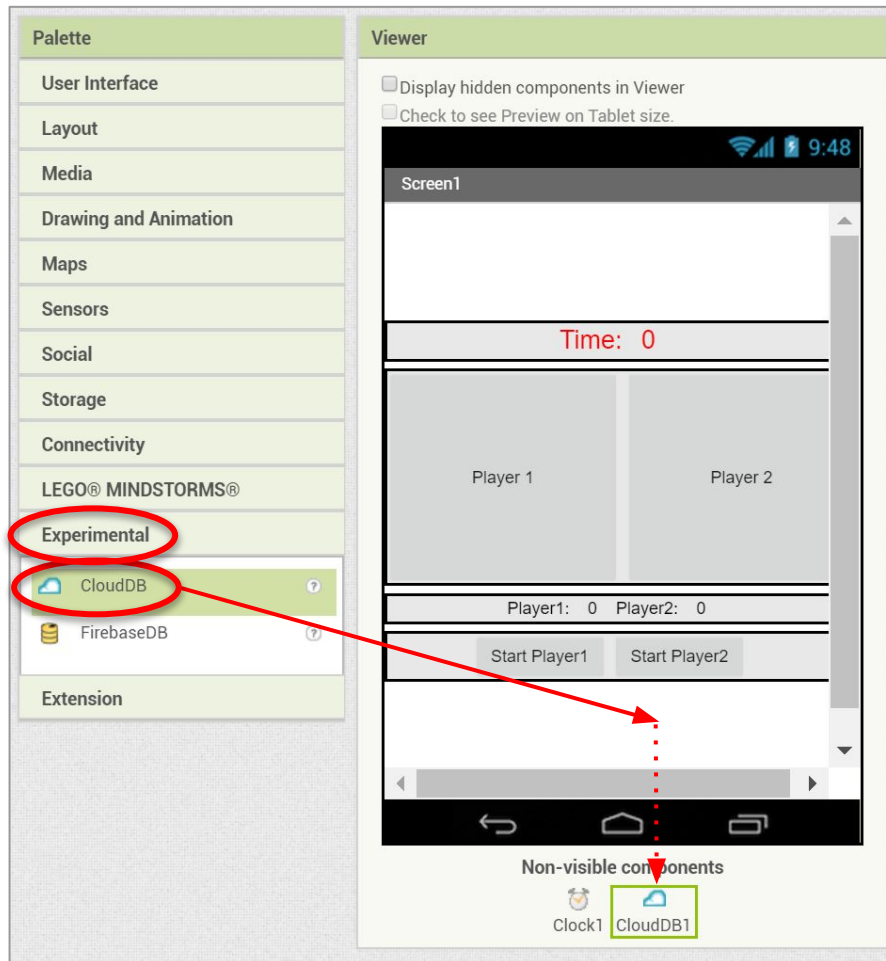 Palette
User Interface
Layout
Media
Drawing and Animation
Maps
Sensors
Social
Storage
Connectivity
LEGO® MINDSTORMS®
Experimental
CloudDB ?
FirebaseDB ?
Extension
Viewer
Display hidden components in Viewer
Check to see Preview on Tablet size.
9:48
Screen1
Time: 0
Player 1 Player 2
Player1: 0 Player2: 0
Start Player1 Start Player2
Non-visible components
Clock1 CloudDB1